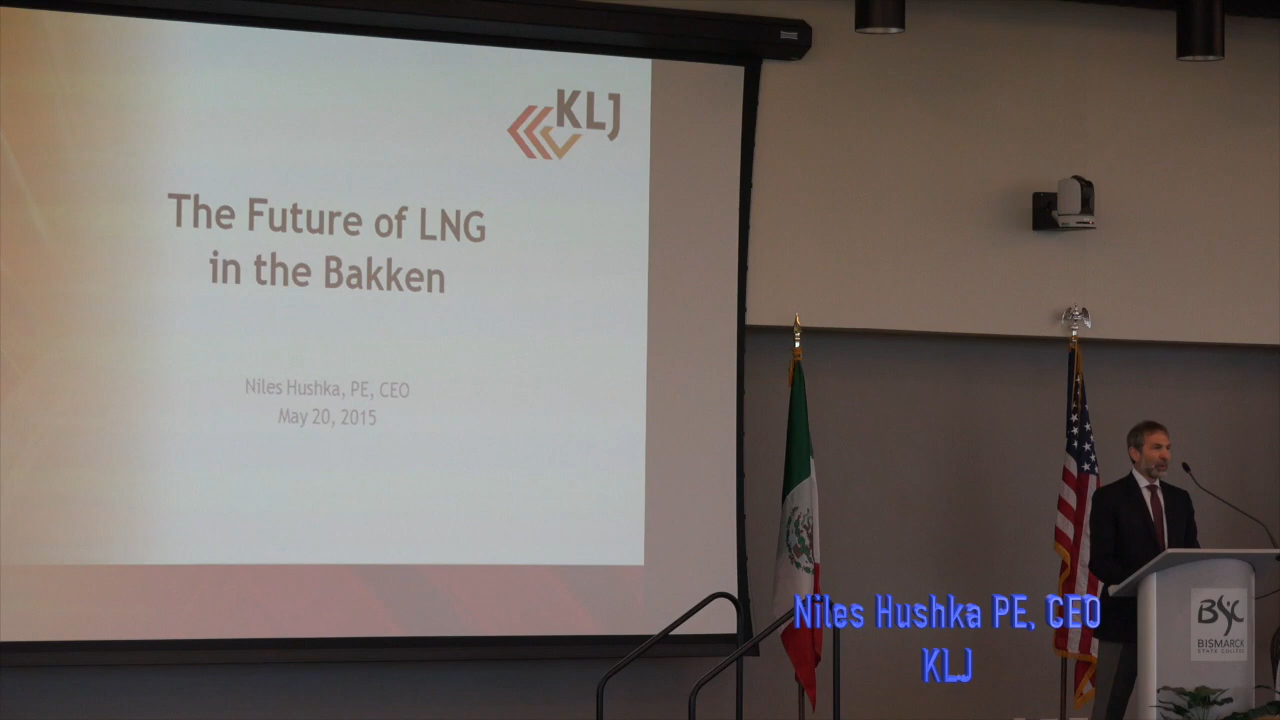 KLJ
The Future of LNG
in the Bakken
Niles Hushka, PE, CEO
May 20, 2015
Niles Hushka PE, CEO
KLJ
BSC
BISMARCK
STATE COLLEGE